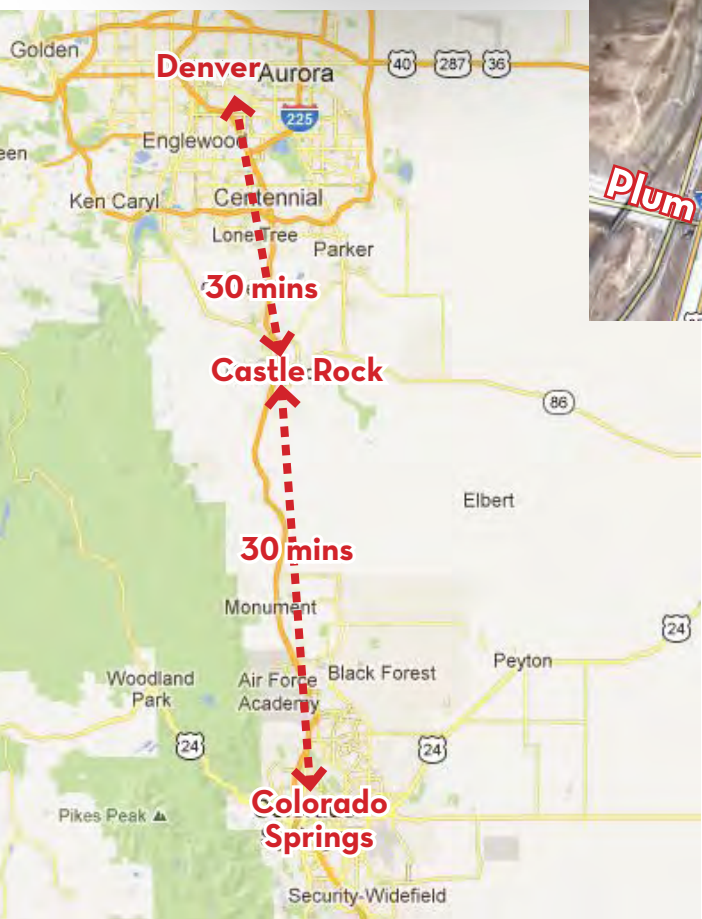 Golden
Denver
Aurora
40
287
36
225
Englewood
een
Ken Caryl
Centennial
Plum
Lone Tree
Parker
30 mins
Castle Rock
86
Elbert
30 mins
Monument
24
Woodland
Park
Air Force
Academy
Black Forest
Peyton
24
24
Pikes Peak
Colorado
Springs
Security-Widefield